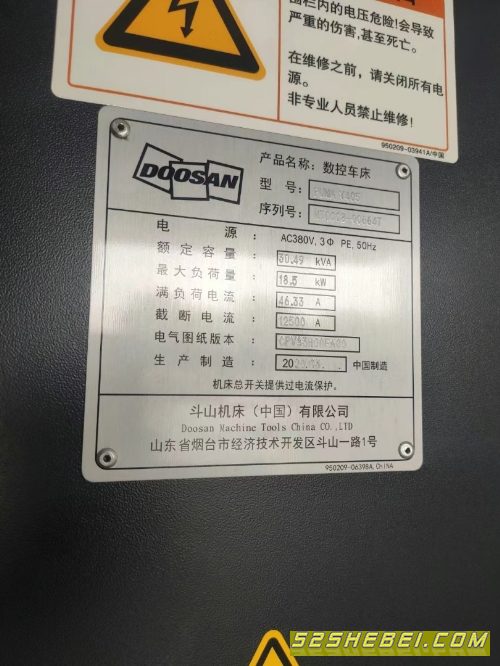 围栏内的电压危险!会导致
严重的伤害,甚至死亡。
在维修之前，请关闭所有电
源。
非专业人员禁止维修!
950209-03941A/中国
DOOSAN
产品名称： 数控车床
型 号：
序列号：
电 源 ： AC380V, 3Φ PE, 50Hz
额定容量 ： 30.49 kVA
最大负荷量 ： 18.5 kW
满负荷电流 ： 46.33 A
截断电流 ： 12500 A
电气图纸版本 ：
生产制造 ： 中国制造
机床总开关提供过电流保护。
斗山机床（中国）有限公司
Doosan Machine Tools China CO.,LTD
山东省烟台市经济技术开发区斗山一路1号
950209-06398A, CHINA
52SHEBEI.COM